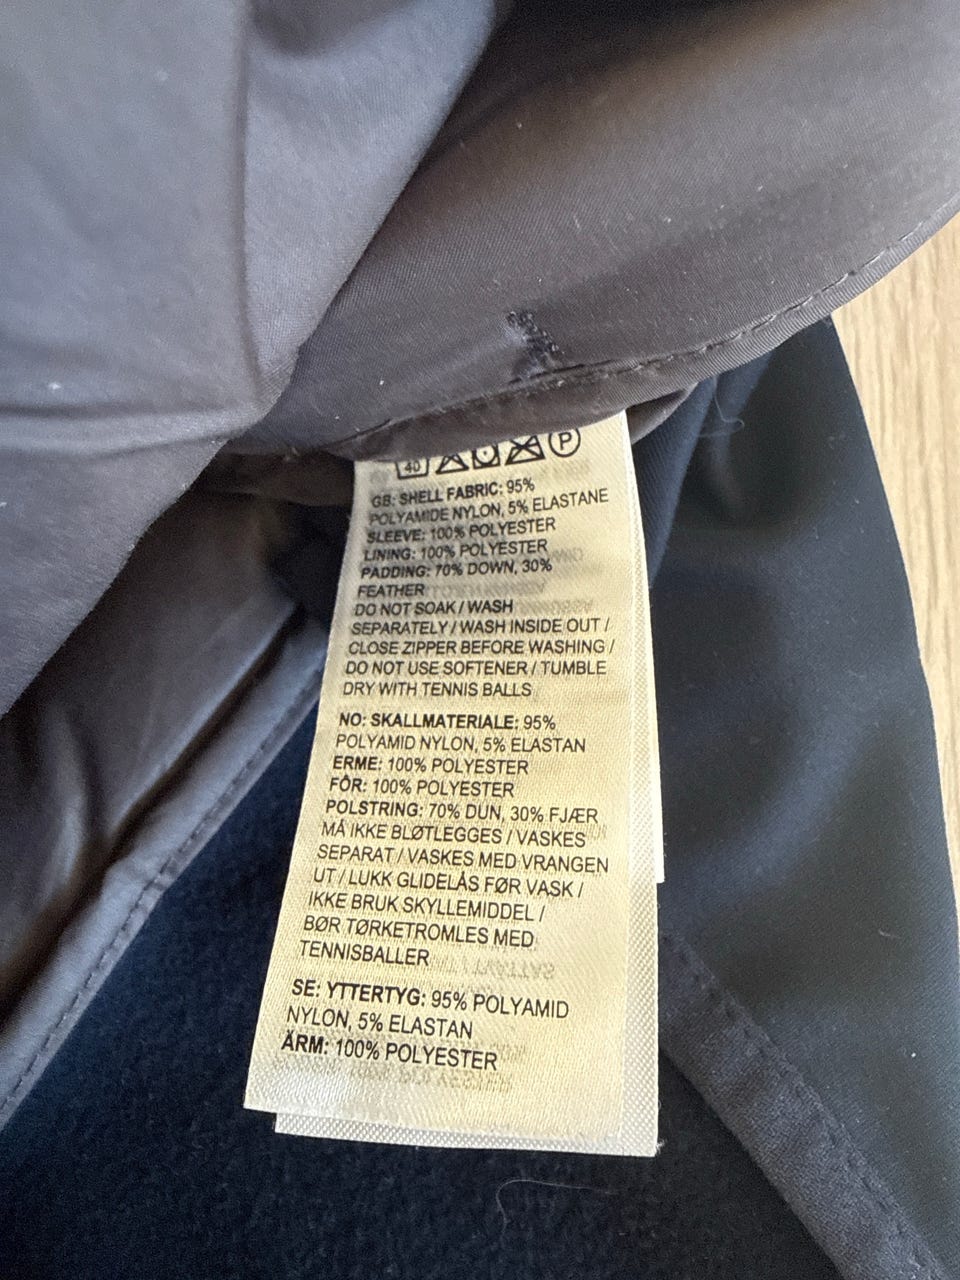 40 P
GB: SHELL FABRIC: 95%
POLYAMIDE NYLON, 5% ELASTANE
SLEEVE: 100% POLYESTER
LINING: 100% POLYESTER
PADDING: 70% DOWN, 30%
FEATHER
DO NOT SOAK / WASH
SEPARATELY / WASH INSIDE OUT /
CLOSE ZIPPER BEFORE WASHING /
DO NOT USE SOFTENER / TUMBLE
DRY WITH TENNIS BALLS
NO: SKALLMATERIALE: 95%
POLYAMID NYLON, 5% ELASTAN
ERME: 100% POLYESTER
FÔR: 100% POLYESTER
POLSTRING: 70% DUN, 30% FJÆR
MÅ IKKE BLØTLEGGES / VASKES
SEPARAT / VASKES MED VRANGEN
UT / LUKK GLIDELÅS FØR VASK /
IKKE BRUK SKYLLEMIDDEL /
BØR TØRKETROMLES MED
TENNISBALLER
SE: YTTERTYG: 95% POLYAMID
NYLON, 5% ELASTAN
ÄRM: 100% POLYESTER